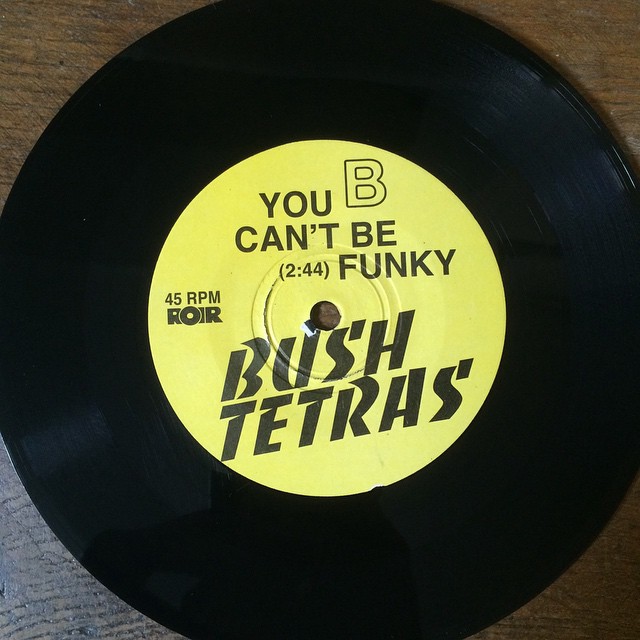 B
YOU
CAN'T BE
(2:44) FUNKY
45 RPM
ROIR
BUSH
TETRAS